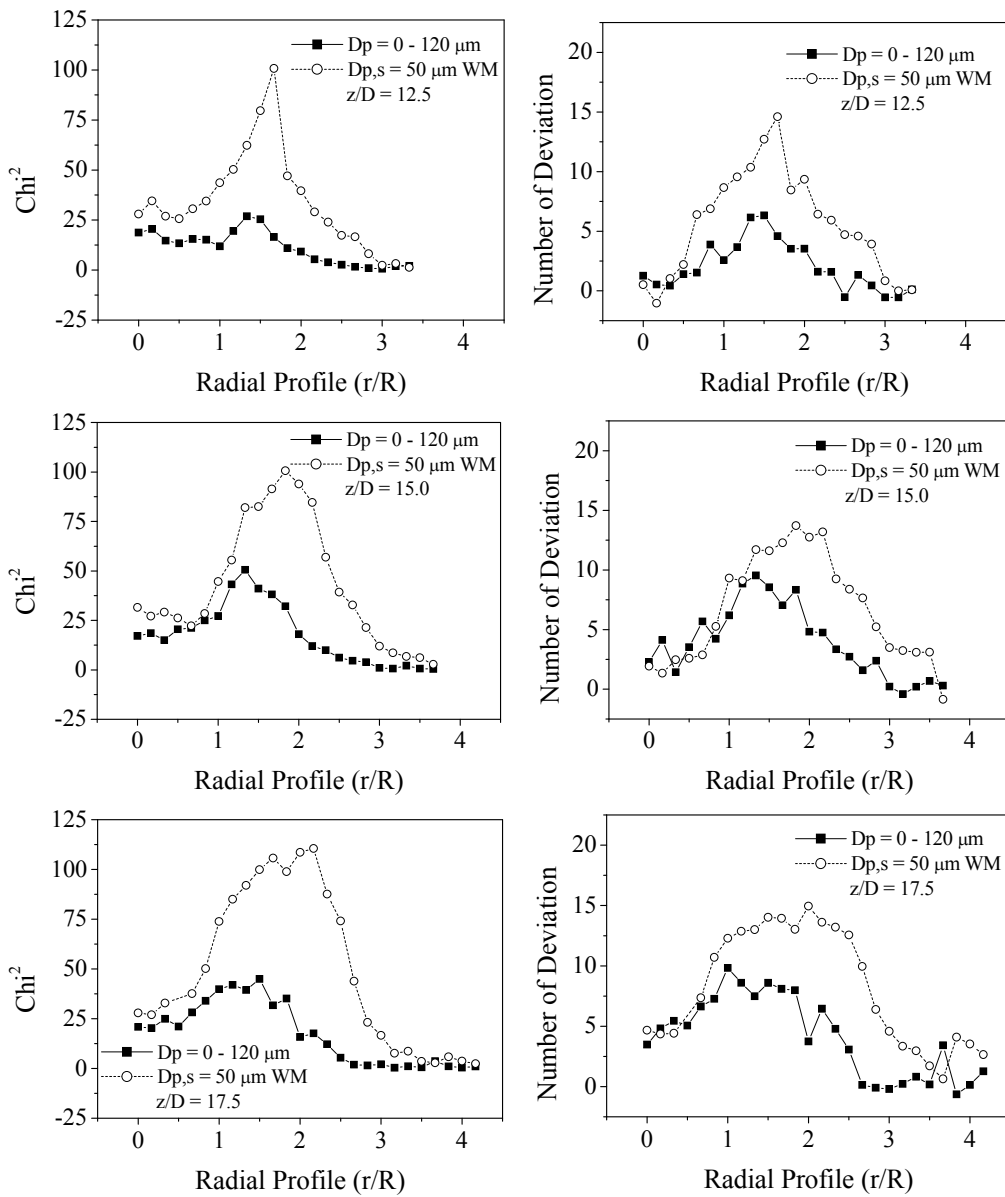 125
100
75
50
25
0
-25
Chi^2
Dp = 0 - 120 μm
Dp,s = 50 μm WM
z/D = 12.5
0 1 2 3 4
Radial Profile (r/R)
20
15
10
5
0
Number of Deviation
Dp = 0 - 120 μm
Dp,s = 50 μm WM
z/D = 12.5
0 1 2 3 4
Radial Profile (r/R)
125
100
75
50
25
0
-25
Chi^2
Dp = 0 - 120 μm
Dp,s = 50 μm WM
z/D = 15.0
0 1 2 3 4
Radial Profile (r/R)
20
15
10
5
0
Number of Deviation
Dp = 0 - 120 μm
Dp,s = 50 μm WM
z/D = 15.0
0 1 2 3 4
Radial Profile (r/R)
125
100
75
50
25
0
-25
Chi^2
Dp = 0 - 120 μm
Dp,s = 50 μm WM
z/D = 17.5
0 1 2 3 4
Radial Profile (r/R)
20
15
10
5
0
Number of Deviation
Dp = 0 - 120 μm
Dp,s = 50 μm WM
z/D = 17.5
0 1 2 3 4
Radial Profile (r/R)